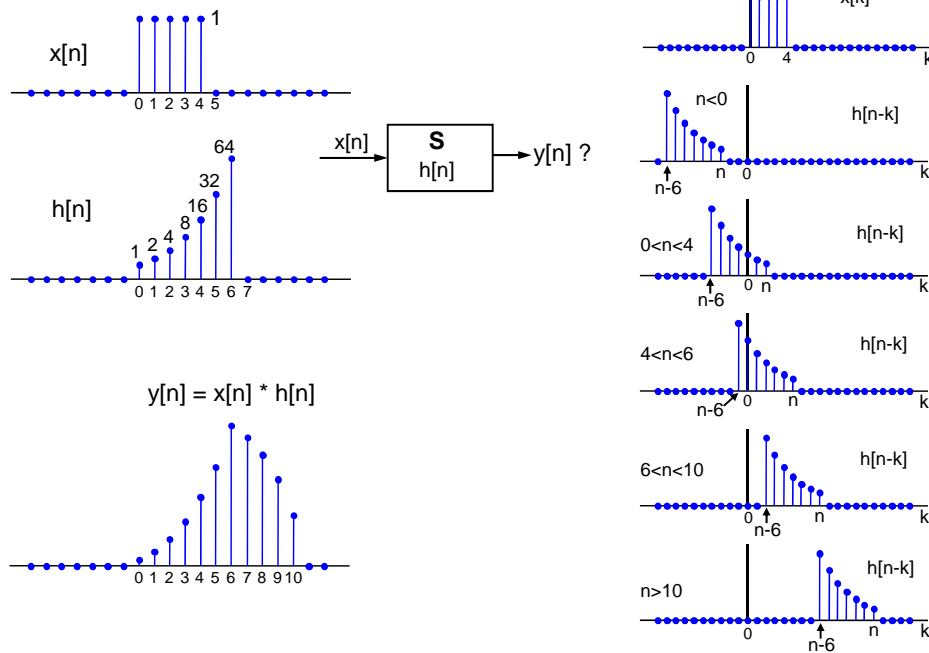 1
x[n]
0 1 2 3 4 5
64
32
16
8
4
2
1
h[n]
0 1 2 3 4 5 6 7
x[n]
S
h[n]
y[n] ?
y[n] = x[n] * h[n]
0 1 2 3 4 5 6 7 8 9 10
x[k]
0 4 k
n<0
h[n-k]
n 0 k
n-6
0<n<4
h[n-k]
0 n k
n-6
4<n<6
h[n-k]
0 n k
n-6
6<n<10
h[n-k]
0 n k
n-6
n>10
h[n-k]
0 n k
n-6